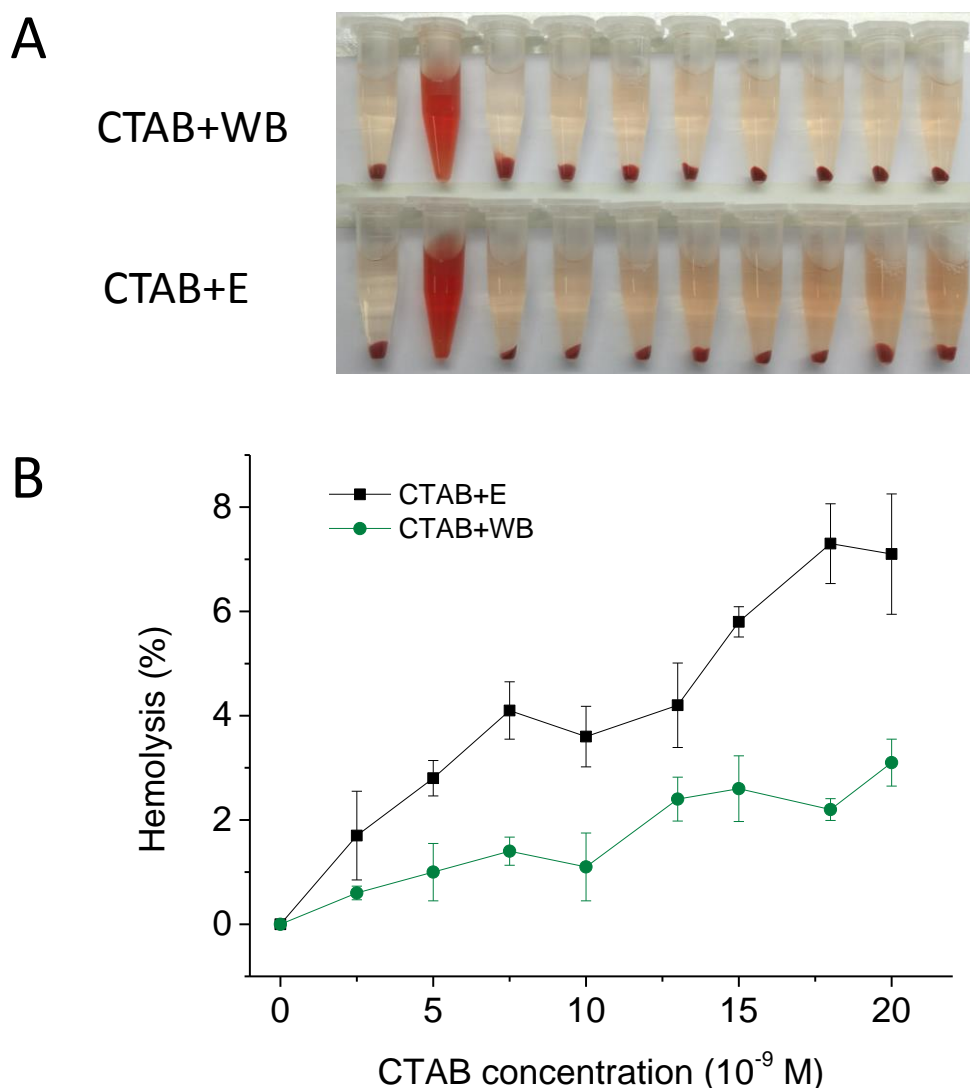 A
CTAB+WB
CTAB+E
B
CTAB+E
CTAB+WB
Hemolysis (%)
8
6
4
2
0
0 5 10 15 20
CTAB concentration (10⁻⁹ M)